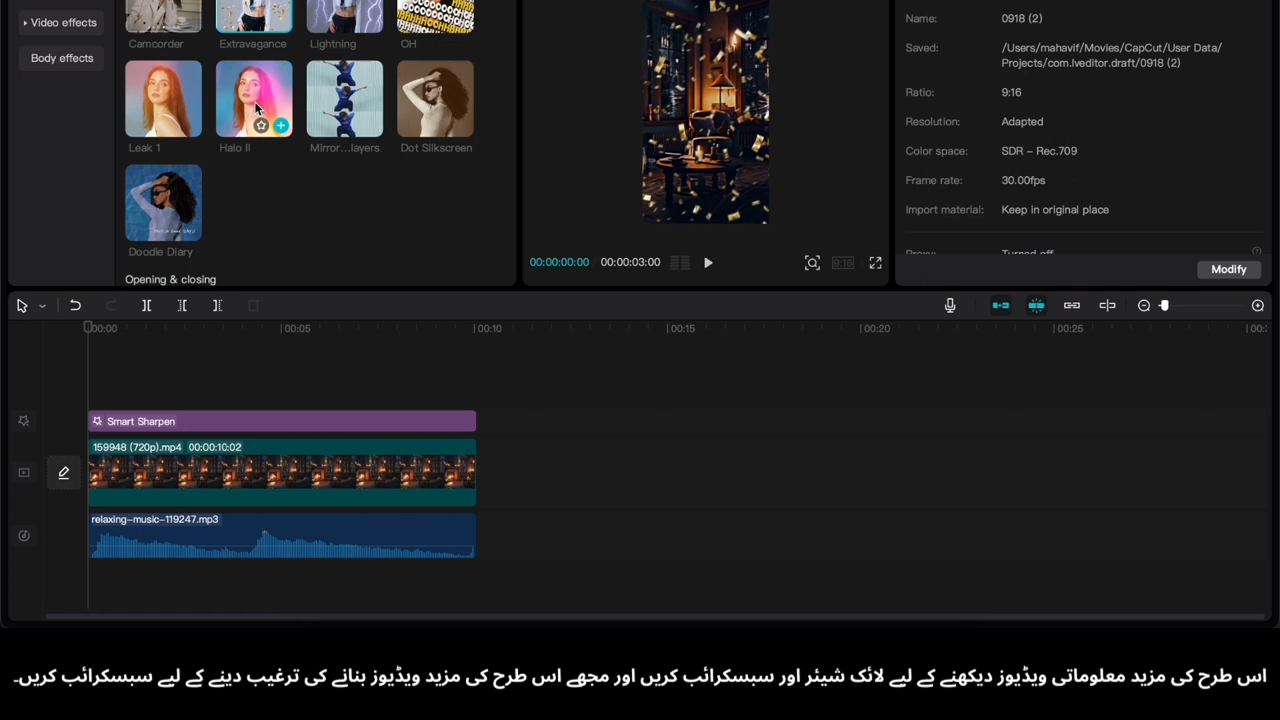 Video effects
Body effects
Camcorder
Extravagance
Lightning
OH
Leak 1
Halo II
Mirror...layers
Dot Silkscreen
Doodle Diary
Opening & closing
00:00:00:00 00:00:03:00
9:16
Name: 0918 (2)
Saved: /Users/mahavif/Movies/CapCut/User Data/
Projects/com.lveditor.draft/0918 (2)
Ratio: 9:16
Resolution: Adapted
Color space: SDR – Rec.709
Frame rate: 30.00fps
Import material: Keep in original place
Proxy: Turned off
Modify
00:00 00:05 00:10 00:15 00:20 00:25
Smart Sharpen
159948 (720p).mp4 00:00:10:02
relaxing-music-119247.mp3
اس طرح کی مزید معلوماتی ویڈیوز دیکھنے کے لیے لائک شیئر اور سبسکرائب کریں اور مجھے اس طرح کی مزید ویڈیوز بنانے کی ترغیب دینے کے لیے سبسکرائب کریں۔